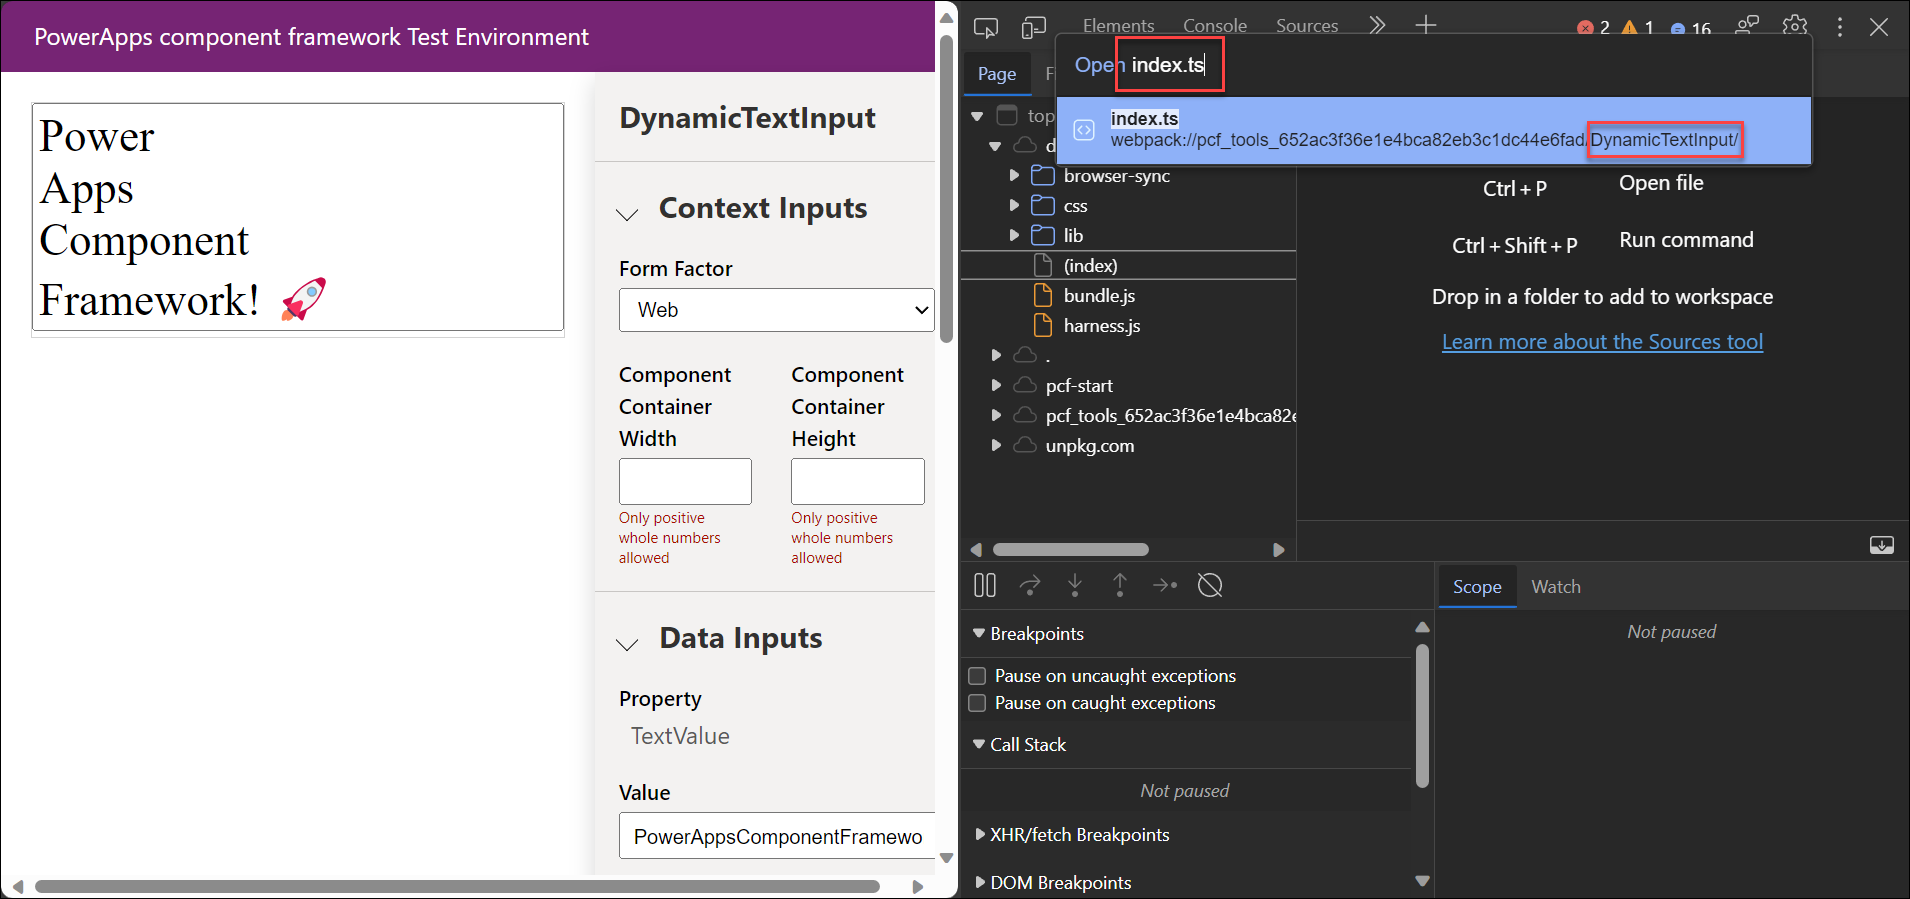 PowerApps component framework Test Environment
Power
Apps
Component
Framework! 🚀
DynamicTextInput
Context Inputs
Form Factor
Web
Component
Container
Width
Only positive
whole numbers
allowed
Component
Container
Height
Only positive
whole numbers
allowed
Data Inputs
Property
TextValue
Value
PowerAppsComponentFramewo
Elements Console Sources
2 1 16
Page F
Open index.ts
index.ts
webpack://pcf_tools_652ac3f36e1e4bca82eb3c1dc44e6fad/DynamicTextInput/
top
d
browser-sync
css
lib
(index)
bundle.js
harness.js
.
pcf-start
pcf_tools_652ac3f36e1e4bca82e
unpkg.com
Ctrl + P Open file
Ctrl + Shift + P Run command
Drop in a folder to add to workspace
Learn more about the Sources tool
Breakpoints
Pause on uncaught exceptions
Pause on caught exceptions
Call Stack
Not paused
XHR/fetch Breakpoints
DOM Breakpoints
Scope Watch
Not paused